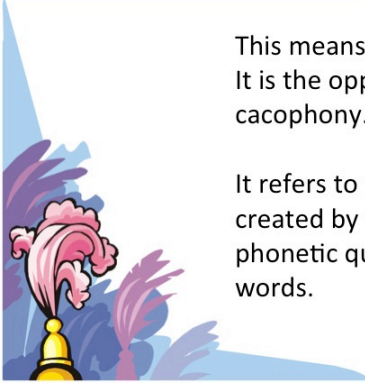 This means
It is the
cacophony.
It refers to
created by
phonetic
words.